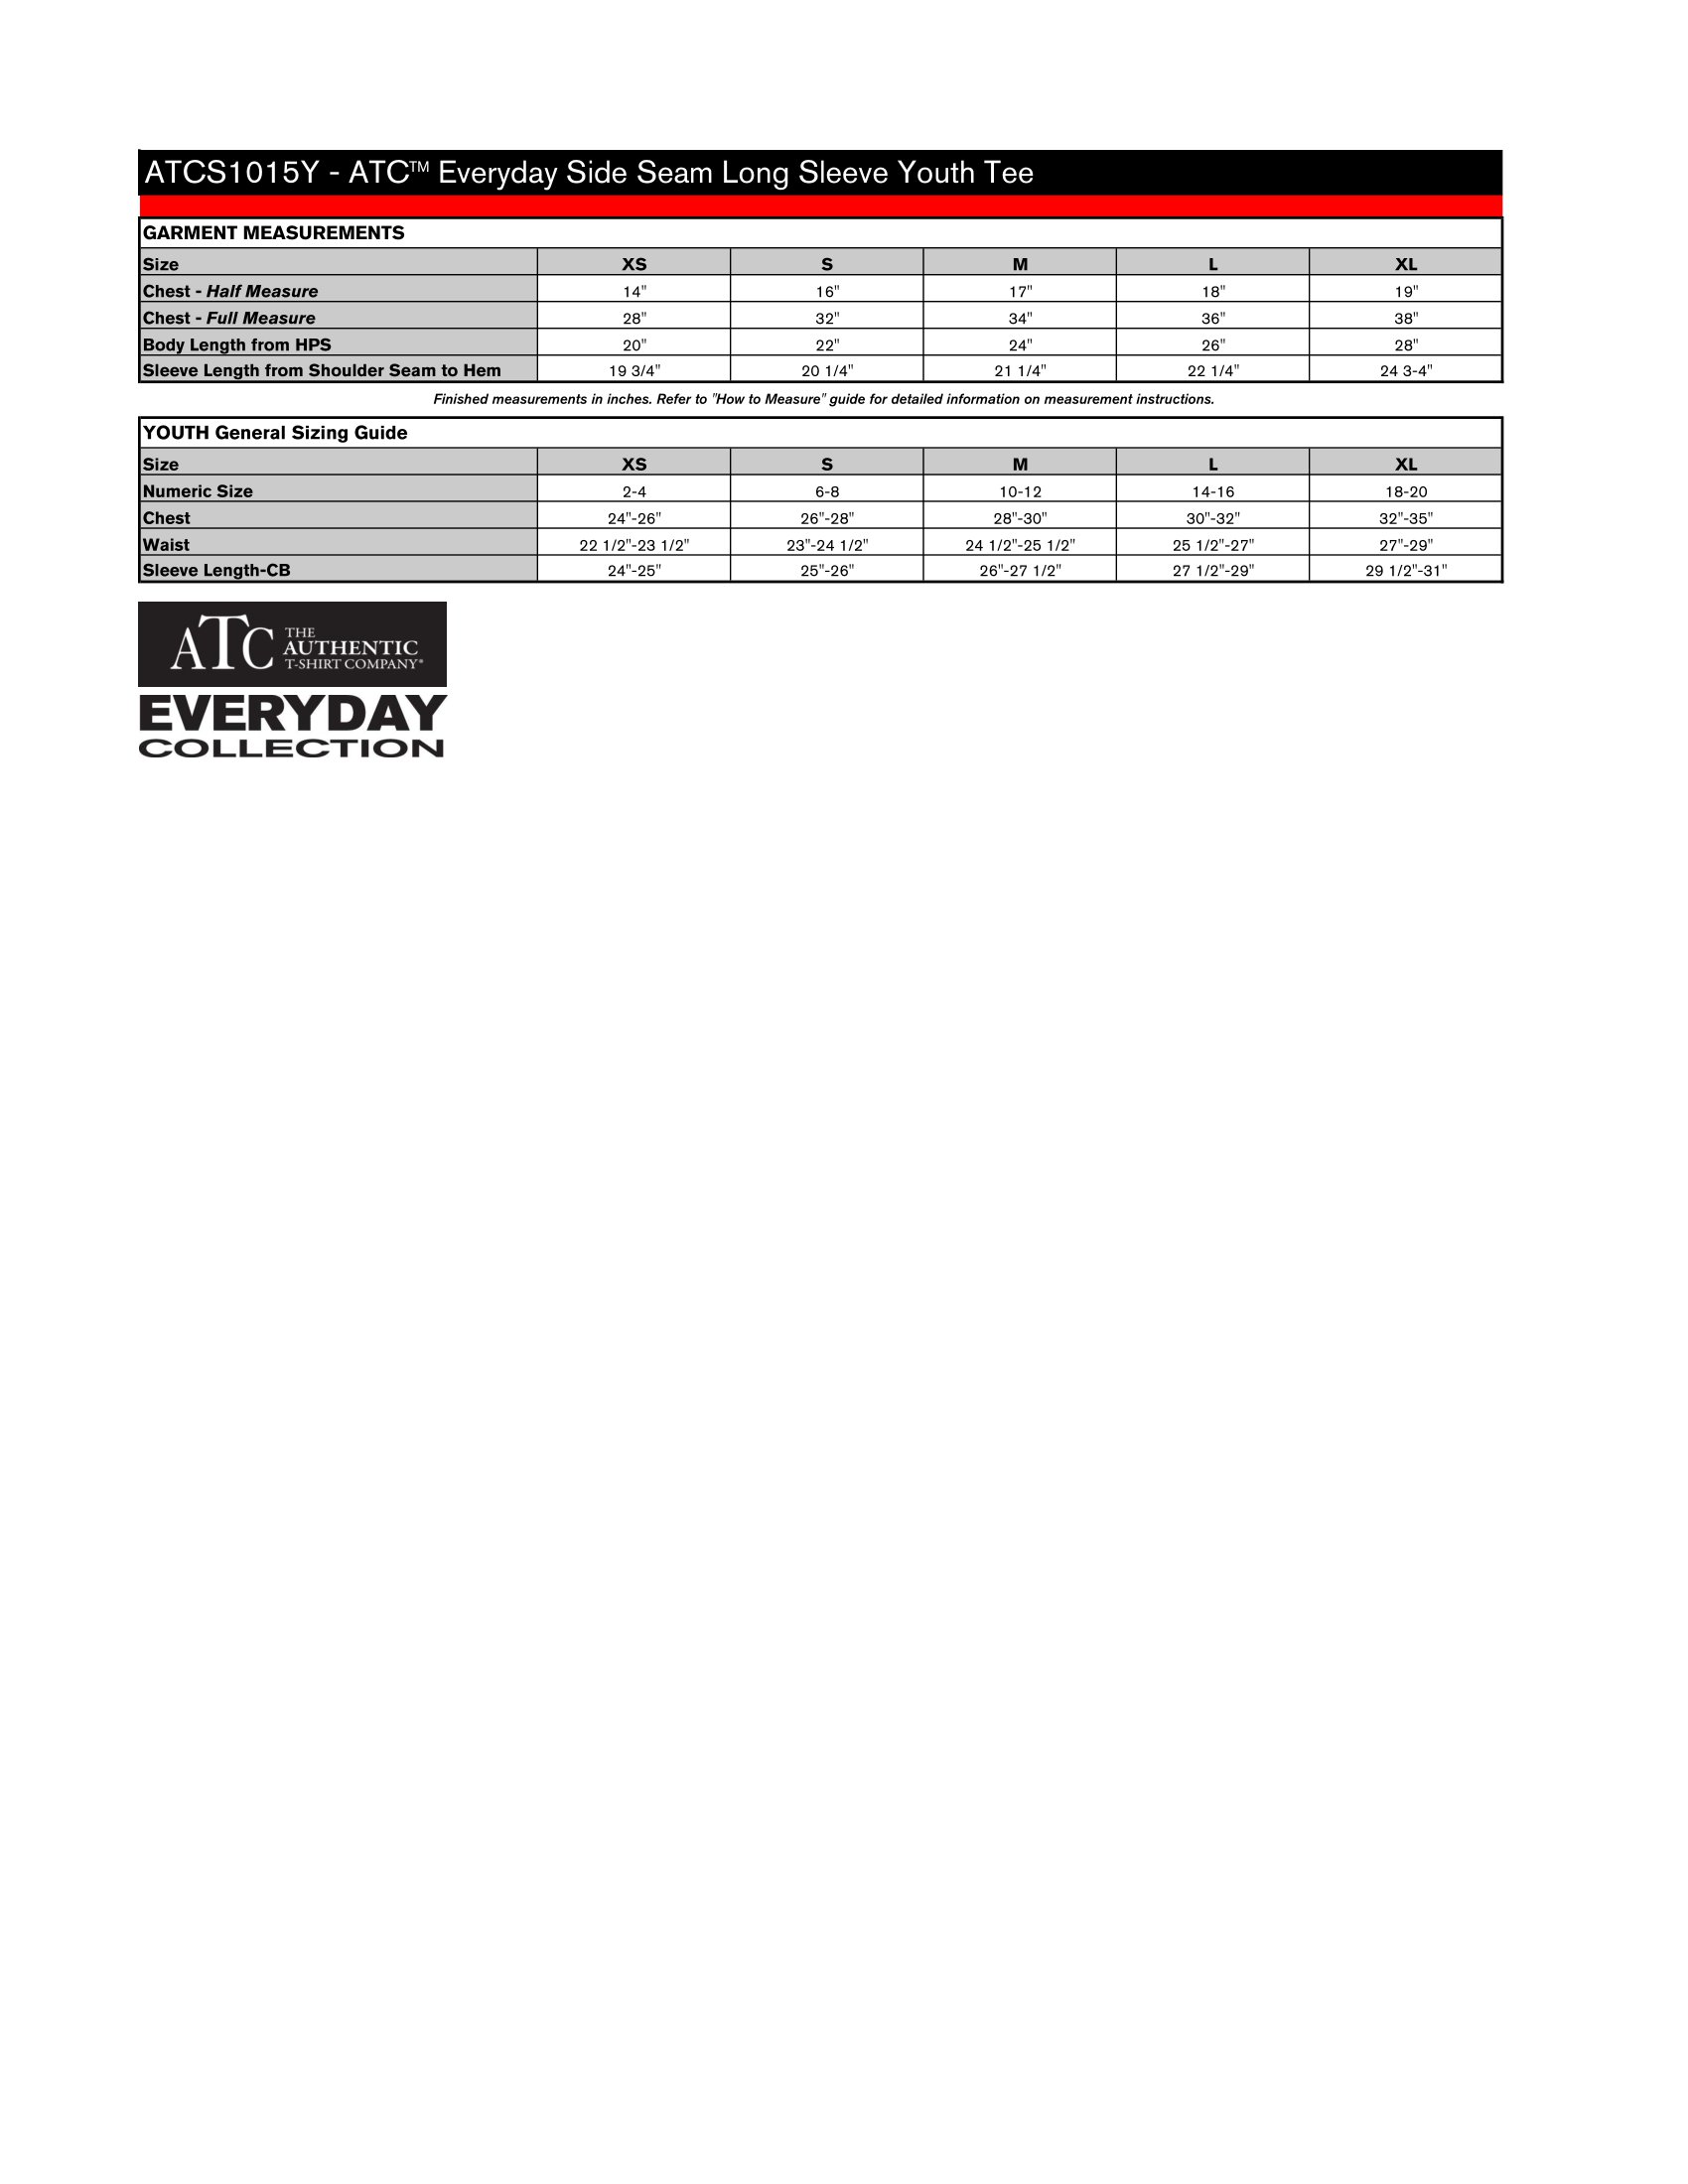 ATCS1015Y - ATC™ Everyday Side Seam Long Sleeve Youth Tee
GARMENT MEASUREMENTS
Size XS S M L XL
Chest - Half Measure 14" 16" 17" 18" 19"
Chest - Full Measure 28" 32" 34" 36" 38"
Body Length from HPS 20" 22" 24" 26" 28"
Sleeve Length from Shoulder Seam to Hem 19 3/4" 20 1/4" 21 1/4" 22 1/4" 24 3-4"
Finished measurements in inches. Refer to "How to Measure" guide for detailed information on measurement instructions.
YOUTH General Sizing Guide
Size XS S M L XL
Numeric Size 2-4 6-8 10-12 14-16 18-20
Chest 24"-26" 26"-28" 28"-30" 30"-32" 32"-35"
Waist 22 1/2"-23 1/2" 23"-24 1/2" 24 1/2"-25 1/2" 25 1/2"-27" 27"-29"
Sleeve Length-CB 24"-25" 25"-26" 26"-27 1/2" 27 1/2"-29" 29 1/2"-31"
ATC THE
AUTHENTIC
T-SHIRT COMPANY®
EVERYDAY
COLLECTION